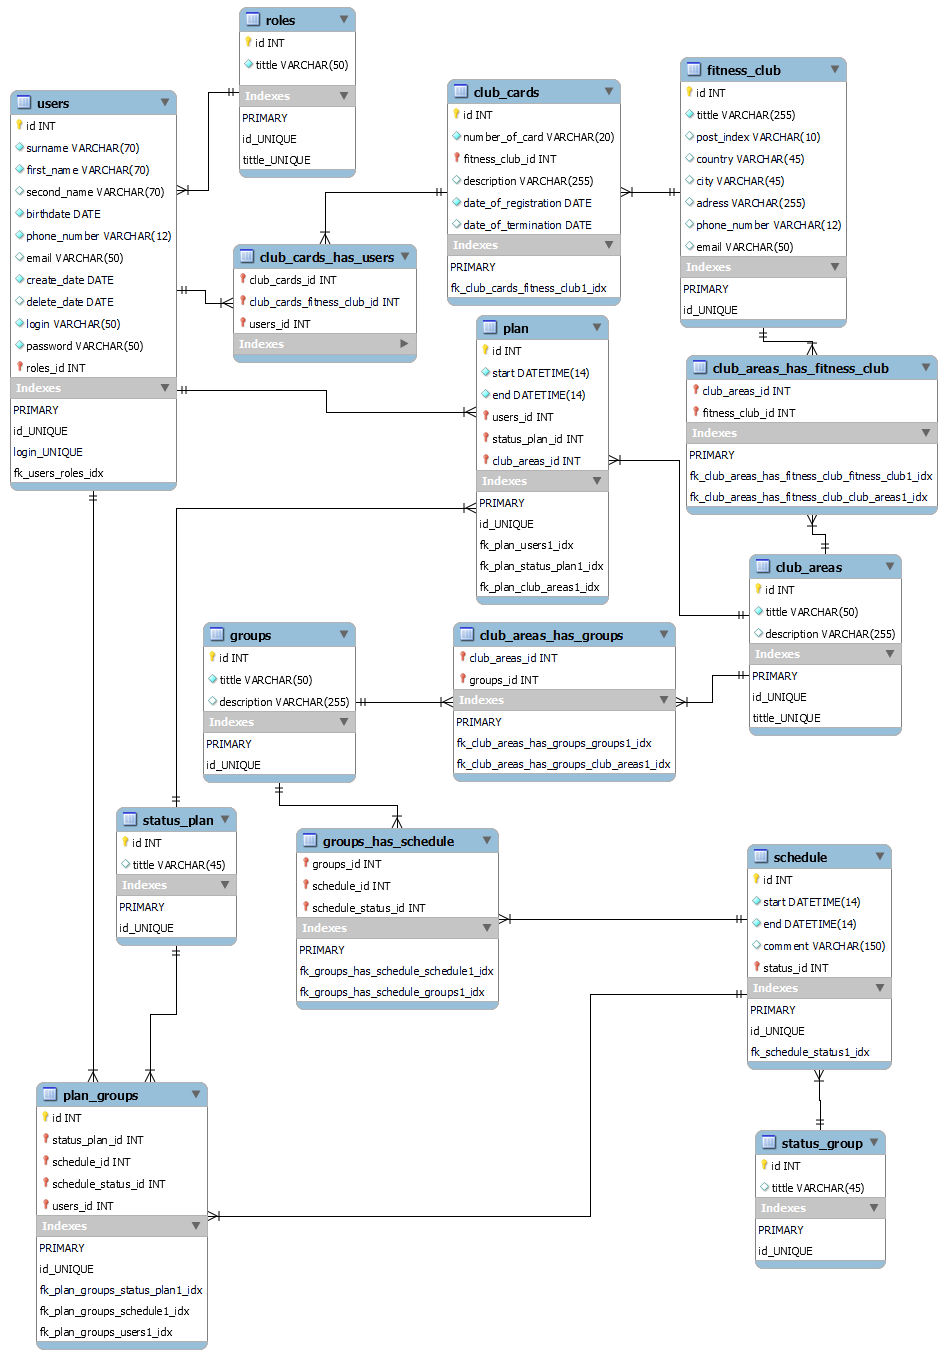 roles
id INT
tittle VARCHAR(50)
Indexes
PRIMARY
id_UNIQUE
tittle_UNIQUE
users
id INT
surname VARCHAR(70)
first_name VARCHAR(70)
second_name VARCHAR(70)
birthdate DATE
phone_number VARCHAR(12)
email VARCHAR(50)
create_date DATE
delete_date DATE
login VARCHAR(50)
password VARCHAR(50)
roles_id INT
Indexes
PRIMARY
id_UNIQUE
login_UNIQUE
fk_users_roles_idx
club_cards
id INT
number_of_card VARCHAR(20)
fitness_club_id INT
description VARCHAR(255)
date_of_registration DATE
date_of_termination DATE
Indexes
PRIMARY
fk_club_cards_fitness_club1_idx
fitness_club
id INT
tittle VARCHAR(255)
post_index VARCHAR(10)
country VARCHAR(45)
city VARCHAR(45)
adress VARCHAR(255)
phone_number VARCHAR(12)
email VARCHAR(50)
Indexes
PRIMARY
id_UNIQUE
club_cards_has_users
club_cards_id INT
club_cards_fitness_club_id INT
users_id INT
Indexes
plan
id INT
start DATETIME(14)
end DATETIME(14)
users_id INT
status_plan_id INT
club_areas_id INT
Indexes
PRIMARY
id_UNIQUE
fk_plan_users1_idx
fk_plan_status_plan1_idx
fk_plan_club_areas1_idx
club_areas_has_fitness_club
club_areas_id INT
fitness_club_id INT
Indexes
PRIMARY
fk_club_areas_has_fitness_club_fitness_club1_idx
fk_club_areas_has_fitness_club_club_areas1_idx
club_areas
id INT
tittle VARCHAR(50)
description VARCHAR(255)
Indexes
PRIMARY
id_UNIQUE
tittle_UNIQUE
groups
id INT
tittle VARCHAR(50)
description VARCHAR(255)
Indexes
PRIMARY
id_UNIQUE
club_areas_has_groups
club_areas_id INT
groups_id INT
Indexes
PRIMARY
fk_club_areas_has_groups_groups1_idx
fk_club_areas_has_groups_club_areas1_idx
status_plan
id INT
tittle VARCHAR(45)
Indexes
PRIMARY
id_UNIQUE
groups_has_schedule
groups_id INT
schedule_id INT
schedule_status_id INT
Indexes
PRIMARY
fk_groups_has_schedule_schedule1_idx
fk_groups_has_schedule_groups1_idx
schedule
id INT
start DATETIME(14)
end DATETIME(14)
comment VARCHAR(150)
status_id INT
Indexes
PRIMARY
id_UNIQUE
fk_schedule_status1_idx
plan_groups
id INT
status_plan_id INT
schedule_id INT
schedule_status_id INT
users_id INT
Indexes
PRIMARY
id_UNIQUE
fk_plan_groups_status_plan1_idx
fk_plan_groups_schedule1_idx
fk_plan_groups_users1_idx
status_group
id INT
tittle VARCHAR(45)
Indexes
PRIMARY
id_UNIQUE